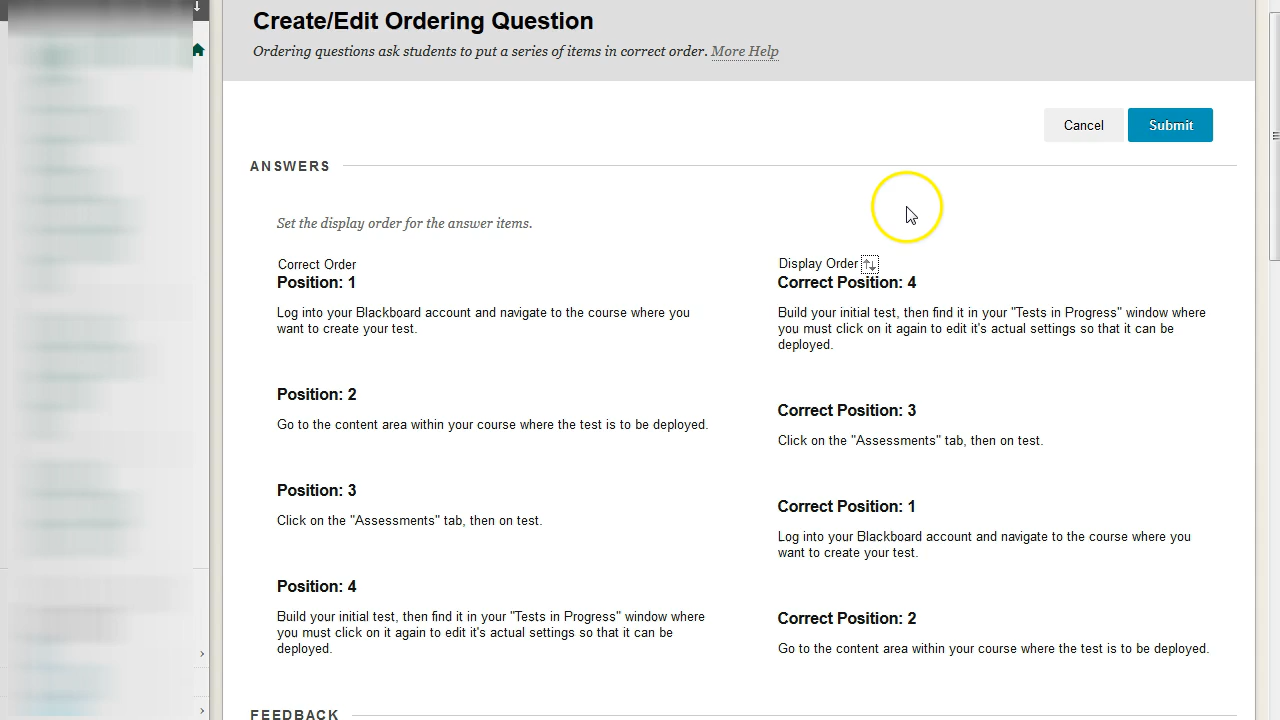 Create/Edit Ordering Question
Ordering questions ask students to put a series of items in correct order. More Help
Cancel
Submit
ANSWERS
Set the display order for the answer items.
Correct Order
Position: 1
Log into your Blackboard account and navigate to the course where you
want to create your test.
Position: 2
Go to the content area within your course where the test is to be deployed.
Position: 3
Click on the "Assessments" tab, then on test.
Position: 4
Build your initial test, then find it in your "Tests in Progress" window where
you must click on it again to edit it's actual settings so that it can be
deployed.
Display Order
Correct Position: 4
Build your initial test, then find it in your "Tests in Progress" window where
you must click on it again to edit it's actual settings so that it can be
deployed.
Correct Position: 3
Click on the "Assessments" tab, then on test.
Correct Position: 1
Log into your Blackboard account and navigate to the course where you
want to create your test.
Correct Position: 2
Go to the content area within your course where the test is to be deployed.
FEEDBACK